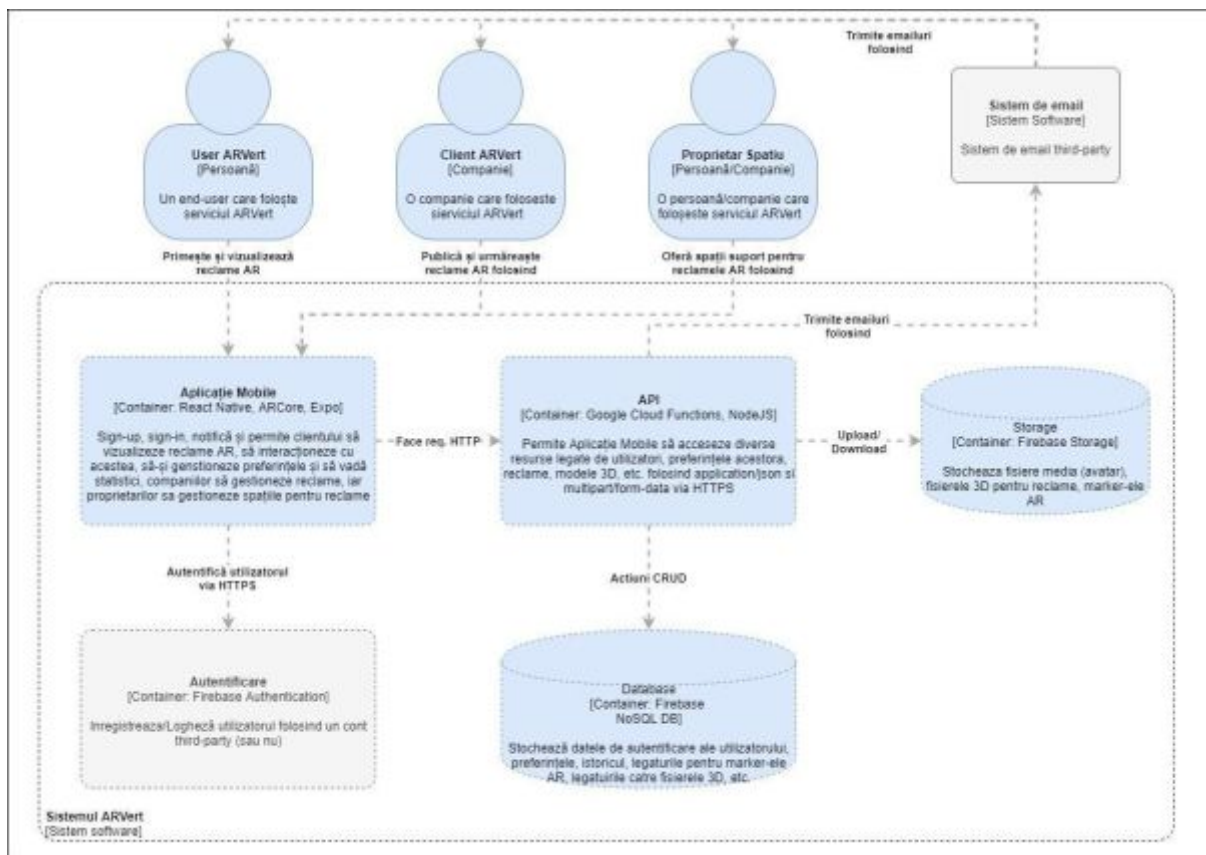 Trimite emailuri
folosind
User ARVert
[Persoană]
Un end-user care foloște
serviciul ARVert
Client ARVert
[Companie]
O companie care foloseste
sierviciul ARVert
Proprietar Spatiu
[Persoană/Companie]
O persoană/companie care
foloșeste serviciul ARVert
Sistem de email
[Sistem Software]
Sistem de email third-party
Primește și vizualizează
reclame AR
Publică și urmărește
reclame AR folosind
Oferă spații suport pentru
reclamele AR folosind
Trimite emailuri
folosind
Aplicație Mobile
[Container: React Native, ARCore, Expo]
Sign-up, sign-in, notifică și permite clientului să
vizualizeze reclame AR, să interacționeze cu
acestea, să-și genstioneze preferințele și să vadă
statistici, companiilor să gestioneze reclame, iar
proprietarilor sa gestioneze spațiile pentru reclame
Face req. HTTP
API
[Container: Google Cloud Functions, NodeJS]
Permite Aplicație Mobile să acceseze diverse
resurse legate de utilizatori, preferințele acestora,
reclame, modele 3D, etc. folosind application/json si
multipart/form-data via HTTPS
Upload/
Download
Storage
[Container: Firebase Storage]
Stocheaza fisiere media (avatar),
fisierele 3D pentru reclame, marker-ele
AR
Autentifică utilizatorul
via HTTPS
Actiuni CRUD
Autentificare
[Container: Firebase Authentication]
Inregistreaza/Loghează utilizatorul folosind un cont
third-party (sau nu)
Database
[Container: Firebase
NoSQL DB]
Stochează datele de autentificare ale utilizatorului,
preferințele, istoricul, legaturile pentru marker-ele
AR, legatuirile catre fisierele 3D, etc.
Sistemul ARVert
[Sistem software]